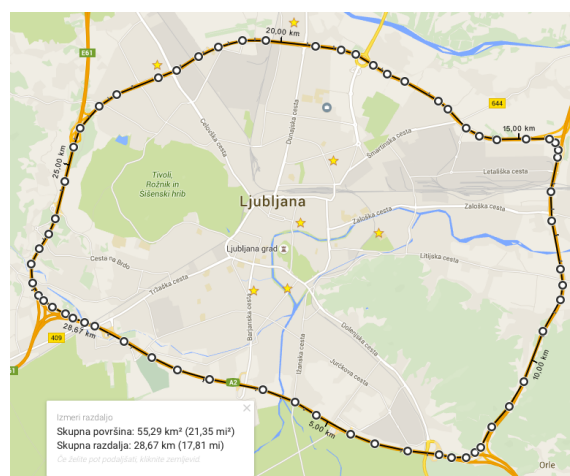 E61
20,00 km
644
15,00 km
Celovška cesta
Dunajska cesta
Šmartinska cesta
Letališka cesta
25,00 km
Tivoli,
Rožnik in
Šišenski hrib
Ljubljana
Zaloška cesta
Zaloška cesta
Ljubljana grad
Litijska cesta
Cesta na Brdo
Tržaška cesta
Barjanska cesta
Ižanska cesta
Dolenjska cesta
Jurčkova cesta
28,67 km
409
A2
5,00 km
10,00 km
Orle
Izmeri razdaljo
Skupna površina: 55,29 km² (21,35 mi²)
Skupna razdalja: 28,67 km (17,81 mi)
Če želite pot podaljšati, kliknite zemljevid